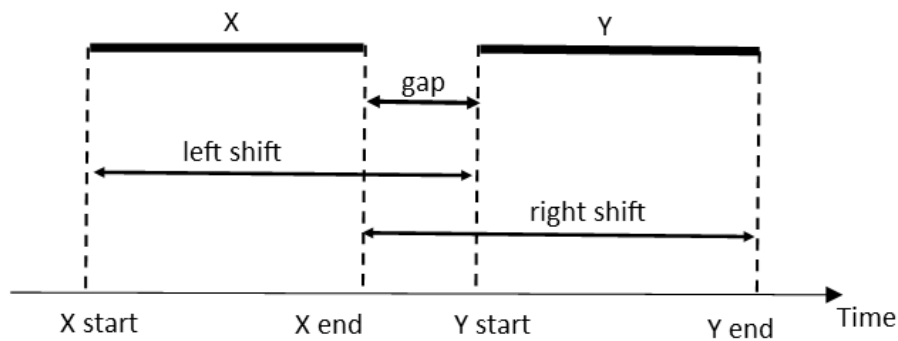 X
Y
gap
left shift
right shift
X start
X end
Y start
Y end
Time